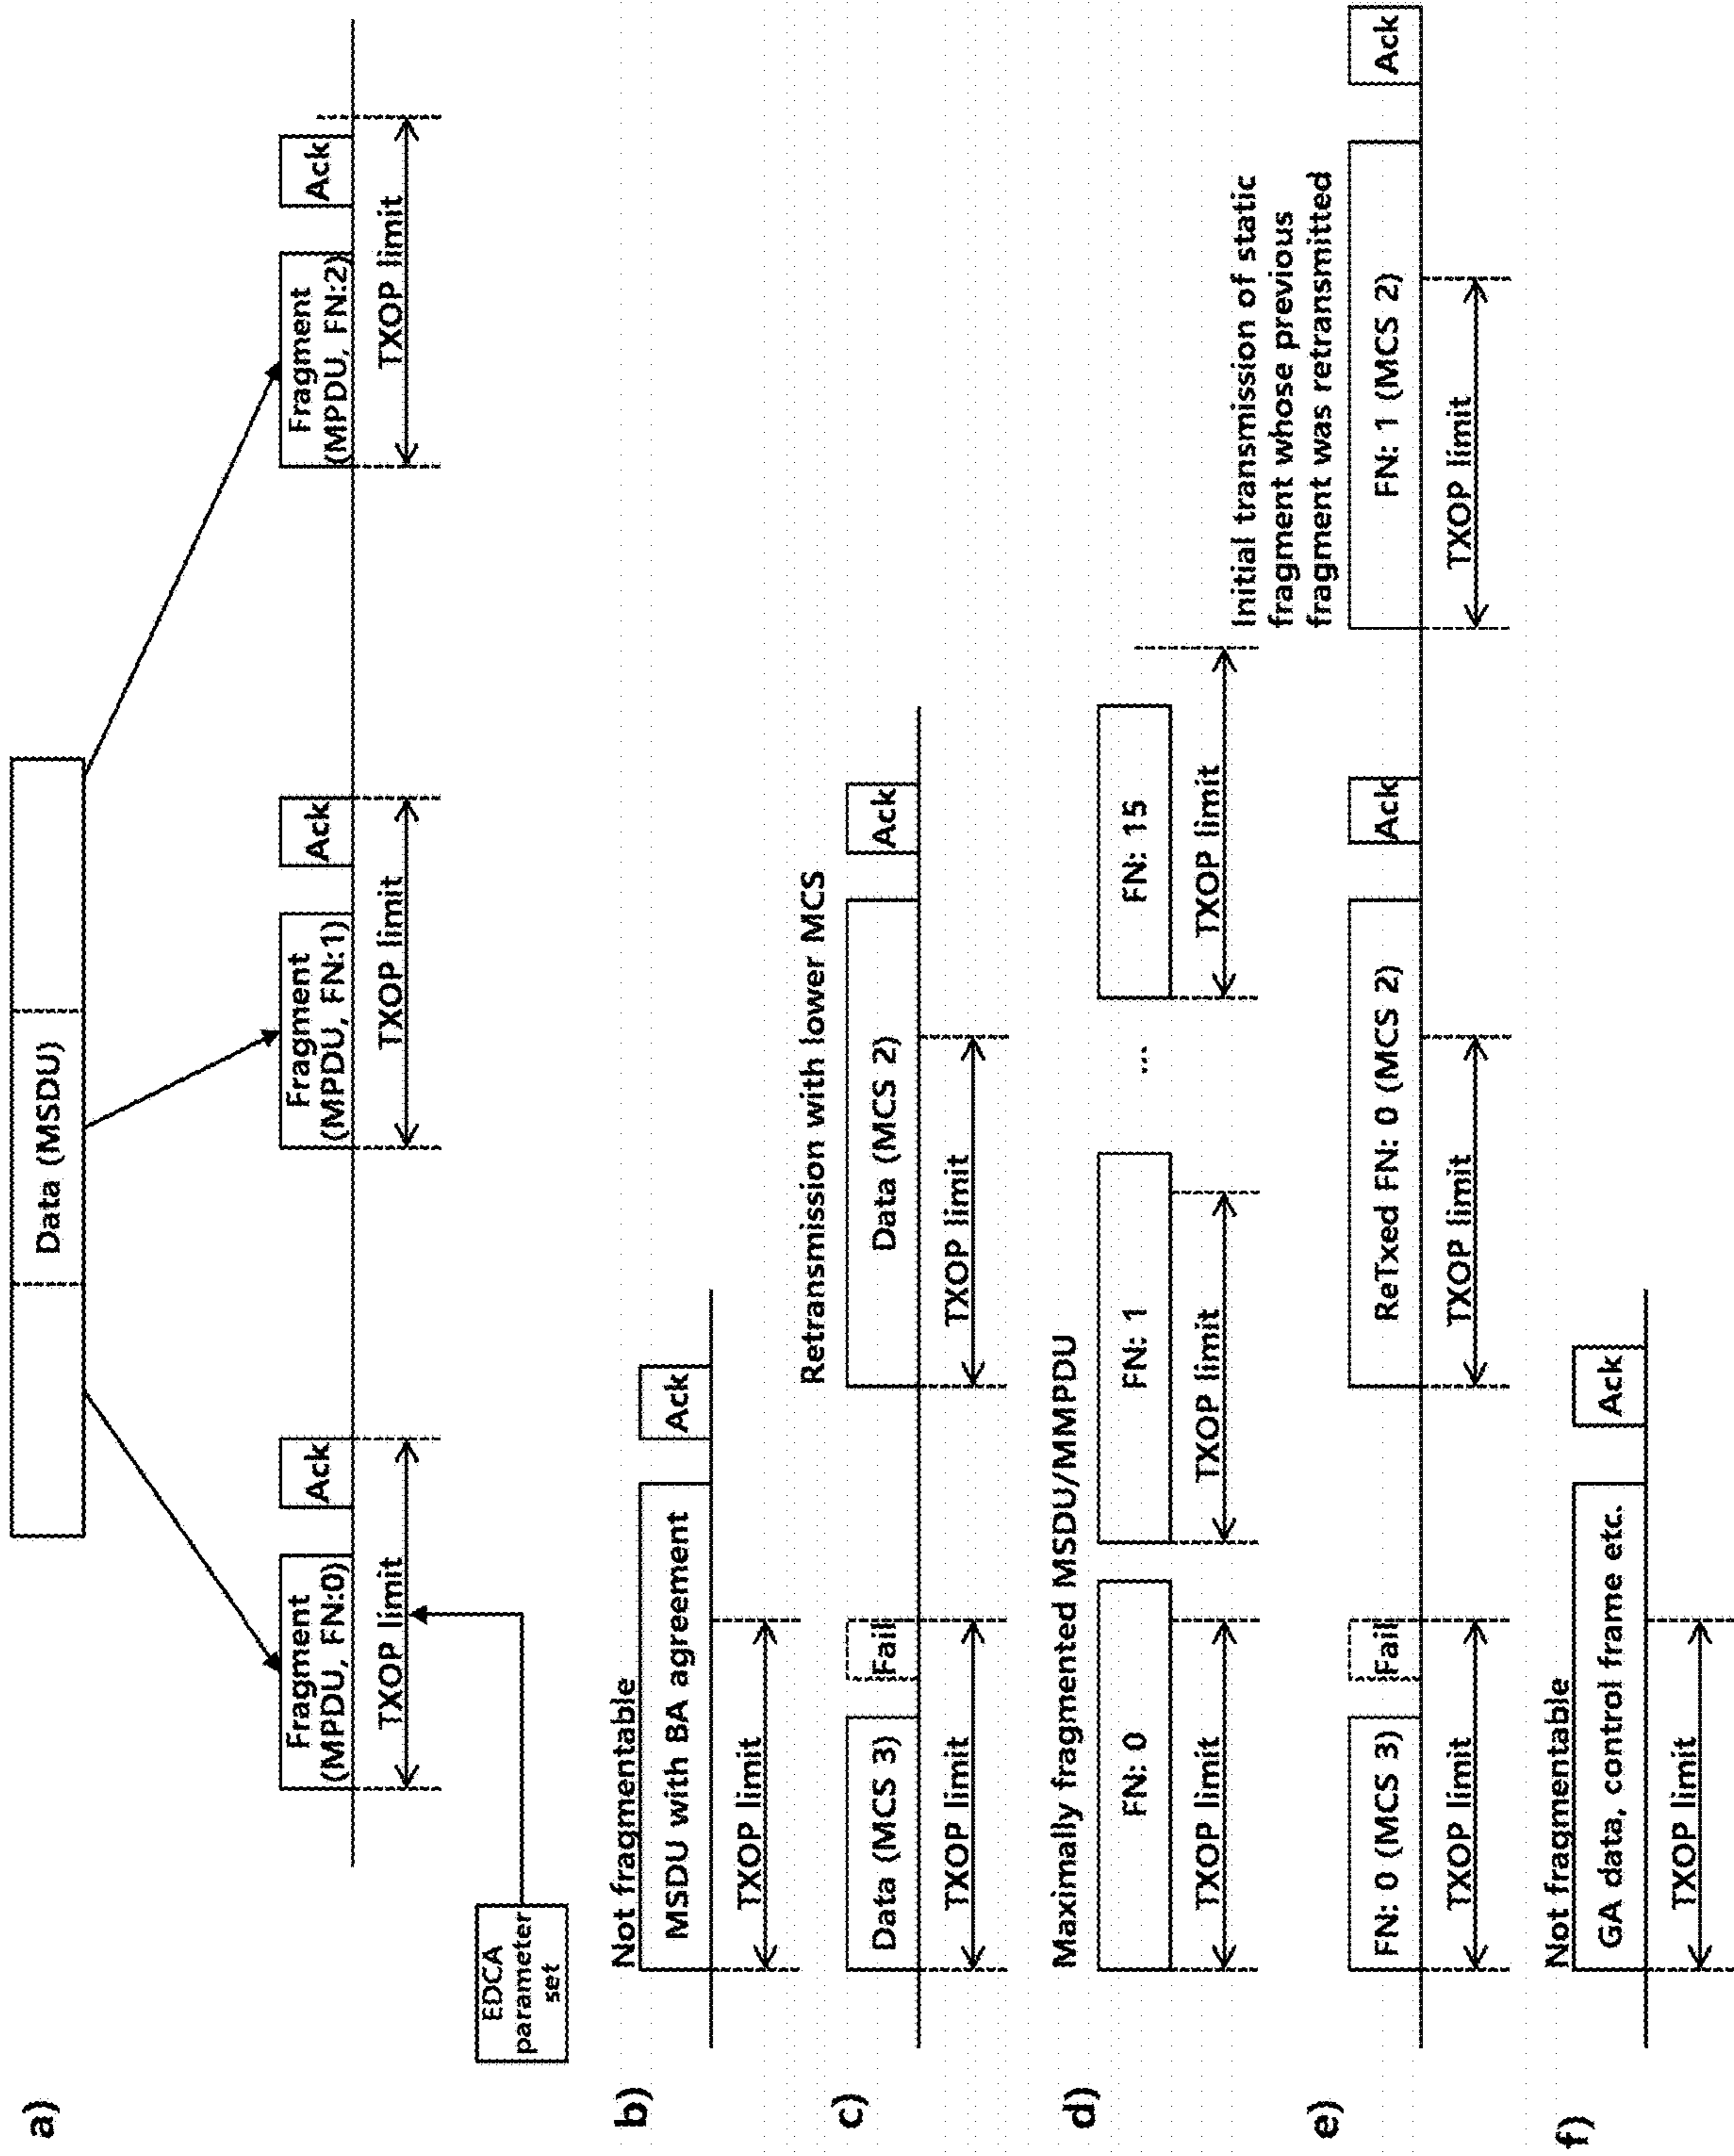 a)
Data (MSDU)
Fragment
(MPDU, FN:0)
Ack
Fragment
(MPDU, FN:1)
Ack
Fragment
(MPDU, FN:2)
Ack
TXOP limit
TXOP limit
TXOP limit
EDCA
parameter
set
b)
Not fragmentable
MSDU with BA agreement
Ack
TXOP limit
c)
Retransmission with lower MCS
Data (MCS 3)
Fail
Data (MCS 2)
Ack
TXOP limit
TXOP limit
d)
Maximally fragmented MSDU/MMPDU
FN: 0
FN: 1
...
FN: 15
TXOP limit
TXOP limit
TXOP limit
e)
Initial transmission of static
fragment whose previous
fragment was retransmitted
FN: 0 (MCS 3)
Fail
ReTxed FN: 0 (MCS 2)
Ack
FN: 1 (MCS 2)
Ack
TXOP limit
TXOP limit
TXOP limit
f)
Not fragmentable
GA data, control frame etc.
Ack
TXOP limit